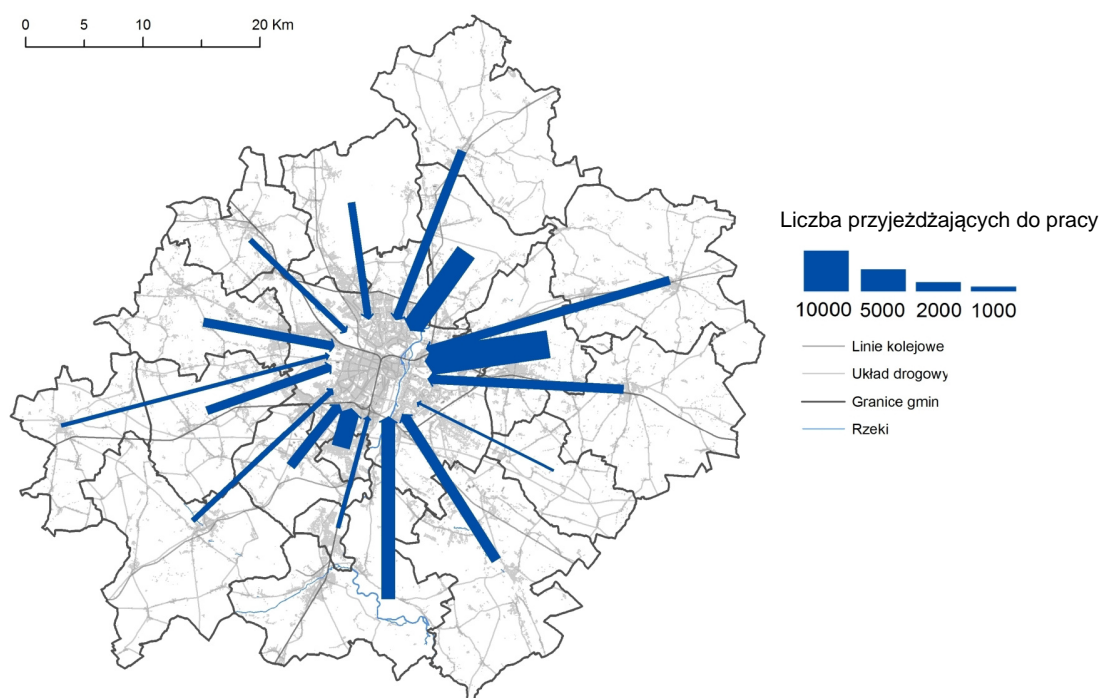 0 5 10 20 Km
Liczba przyjeżdżających do pracy
10000 5000 2000 1000
Linie kolejowe
Układ drogowy
Granice gmin
Rzeki